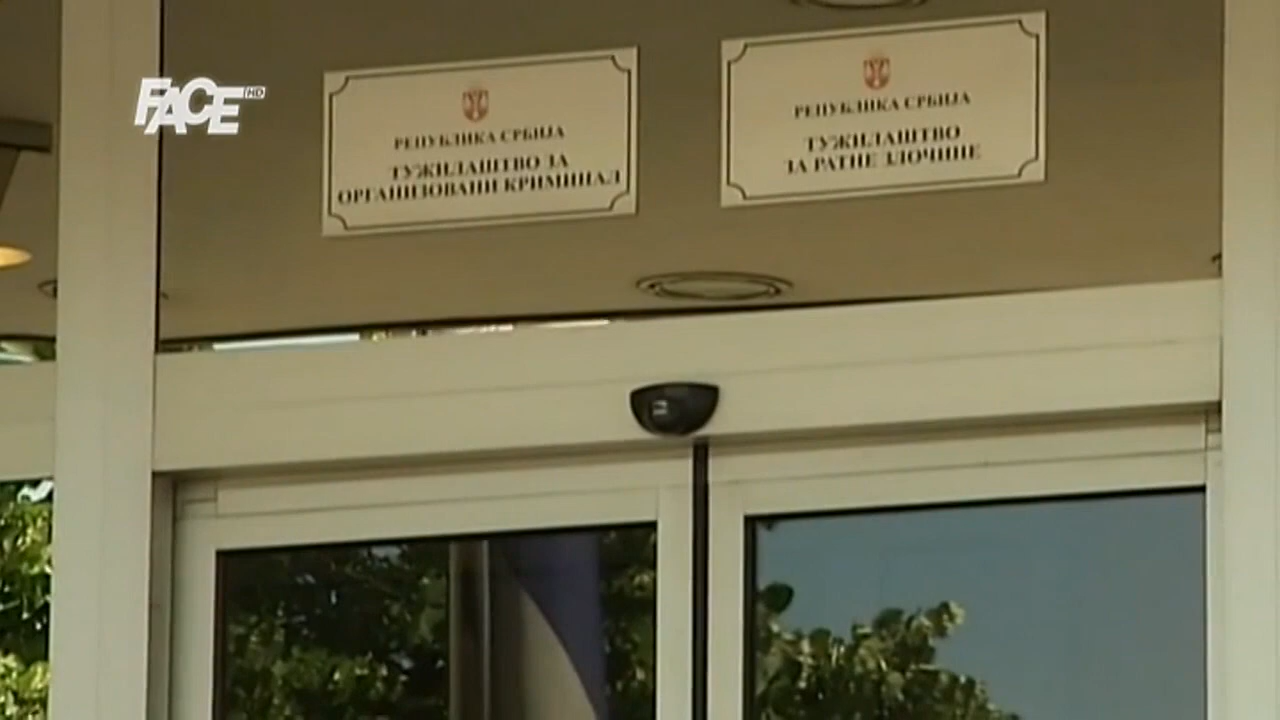 FACE HD
РЕПУБЛИКА СРБИЈА
ТУЖИЛАШТВО ЗА
ОРГАНИЗОВАНИ КРИМИНАЛ
РЕПУБЛИКА СРБИЈА
ТУЖИЛАШТВО
ЗА РАТНЕ ЗЛОЧИНЕ